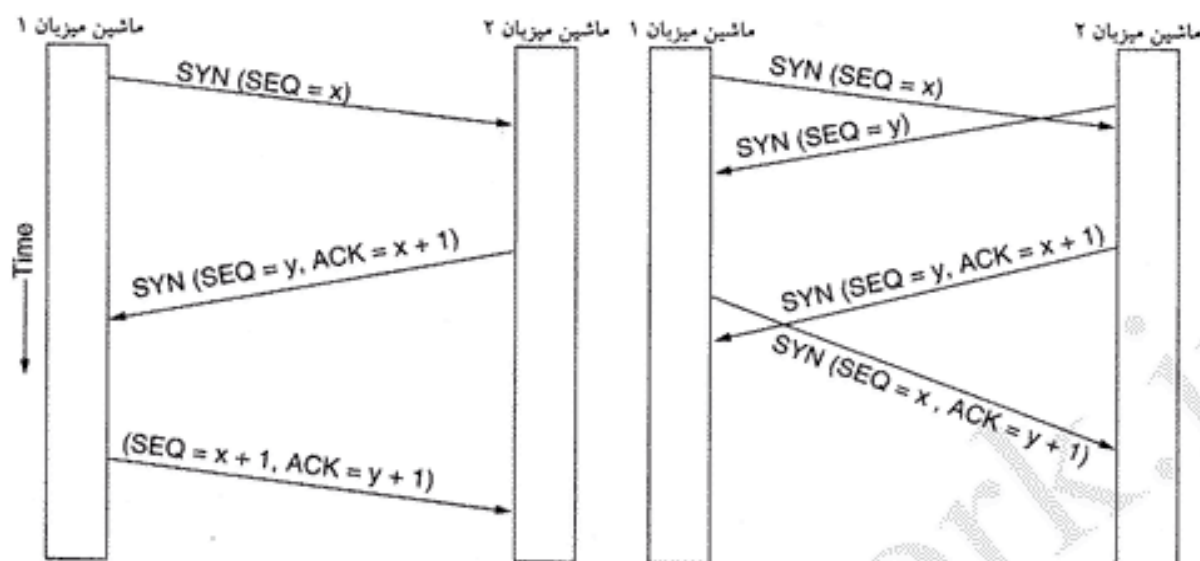 ماشین میزبان ۱
ماشین میزبان ۲
SYN (SEQ = x)
SYN (SEQ = y, ACK = x + 1)
(SEQ = x + 1, ACK = y + 1)
Time
ماشین میزبان ۱
ماشین میزبان ۲
SYN (SEQ = x)
SYN (SEQ = y)
SYN (SEQ = y, ACK = x + 1)
SYN (SEQ = x , ACK = y + 1)